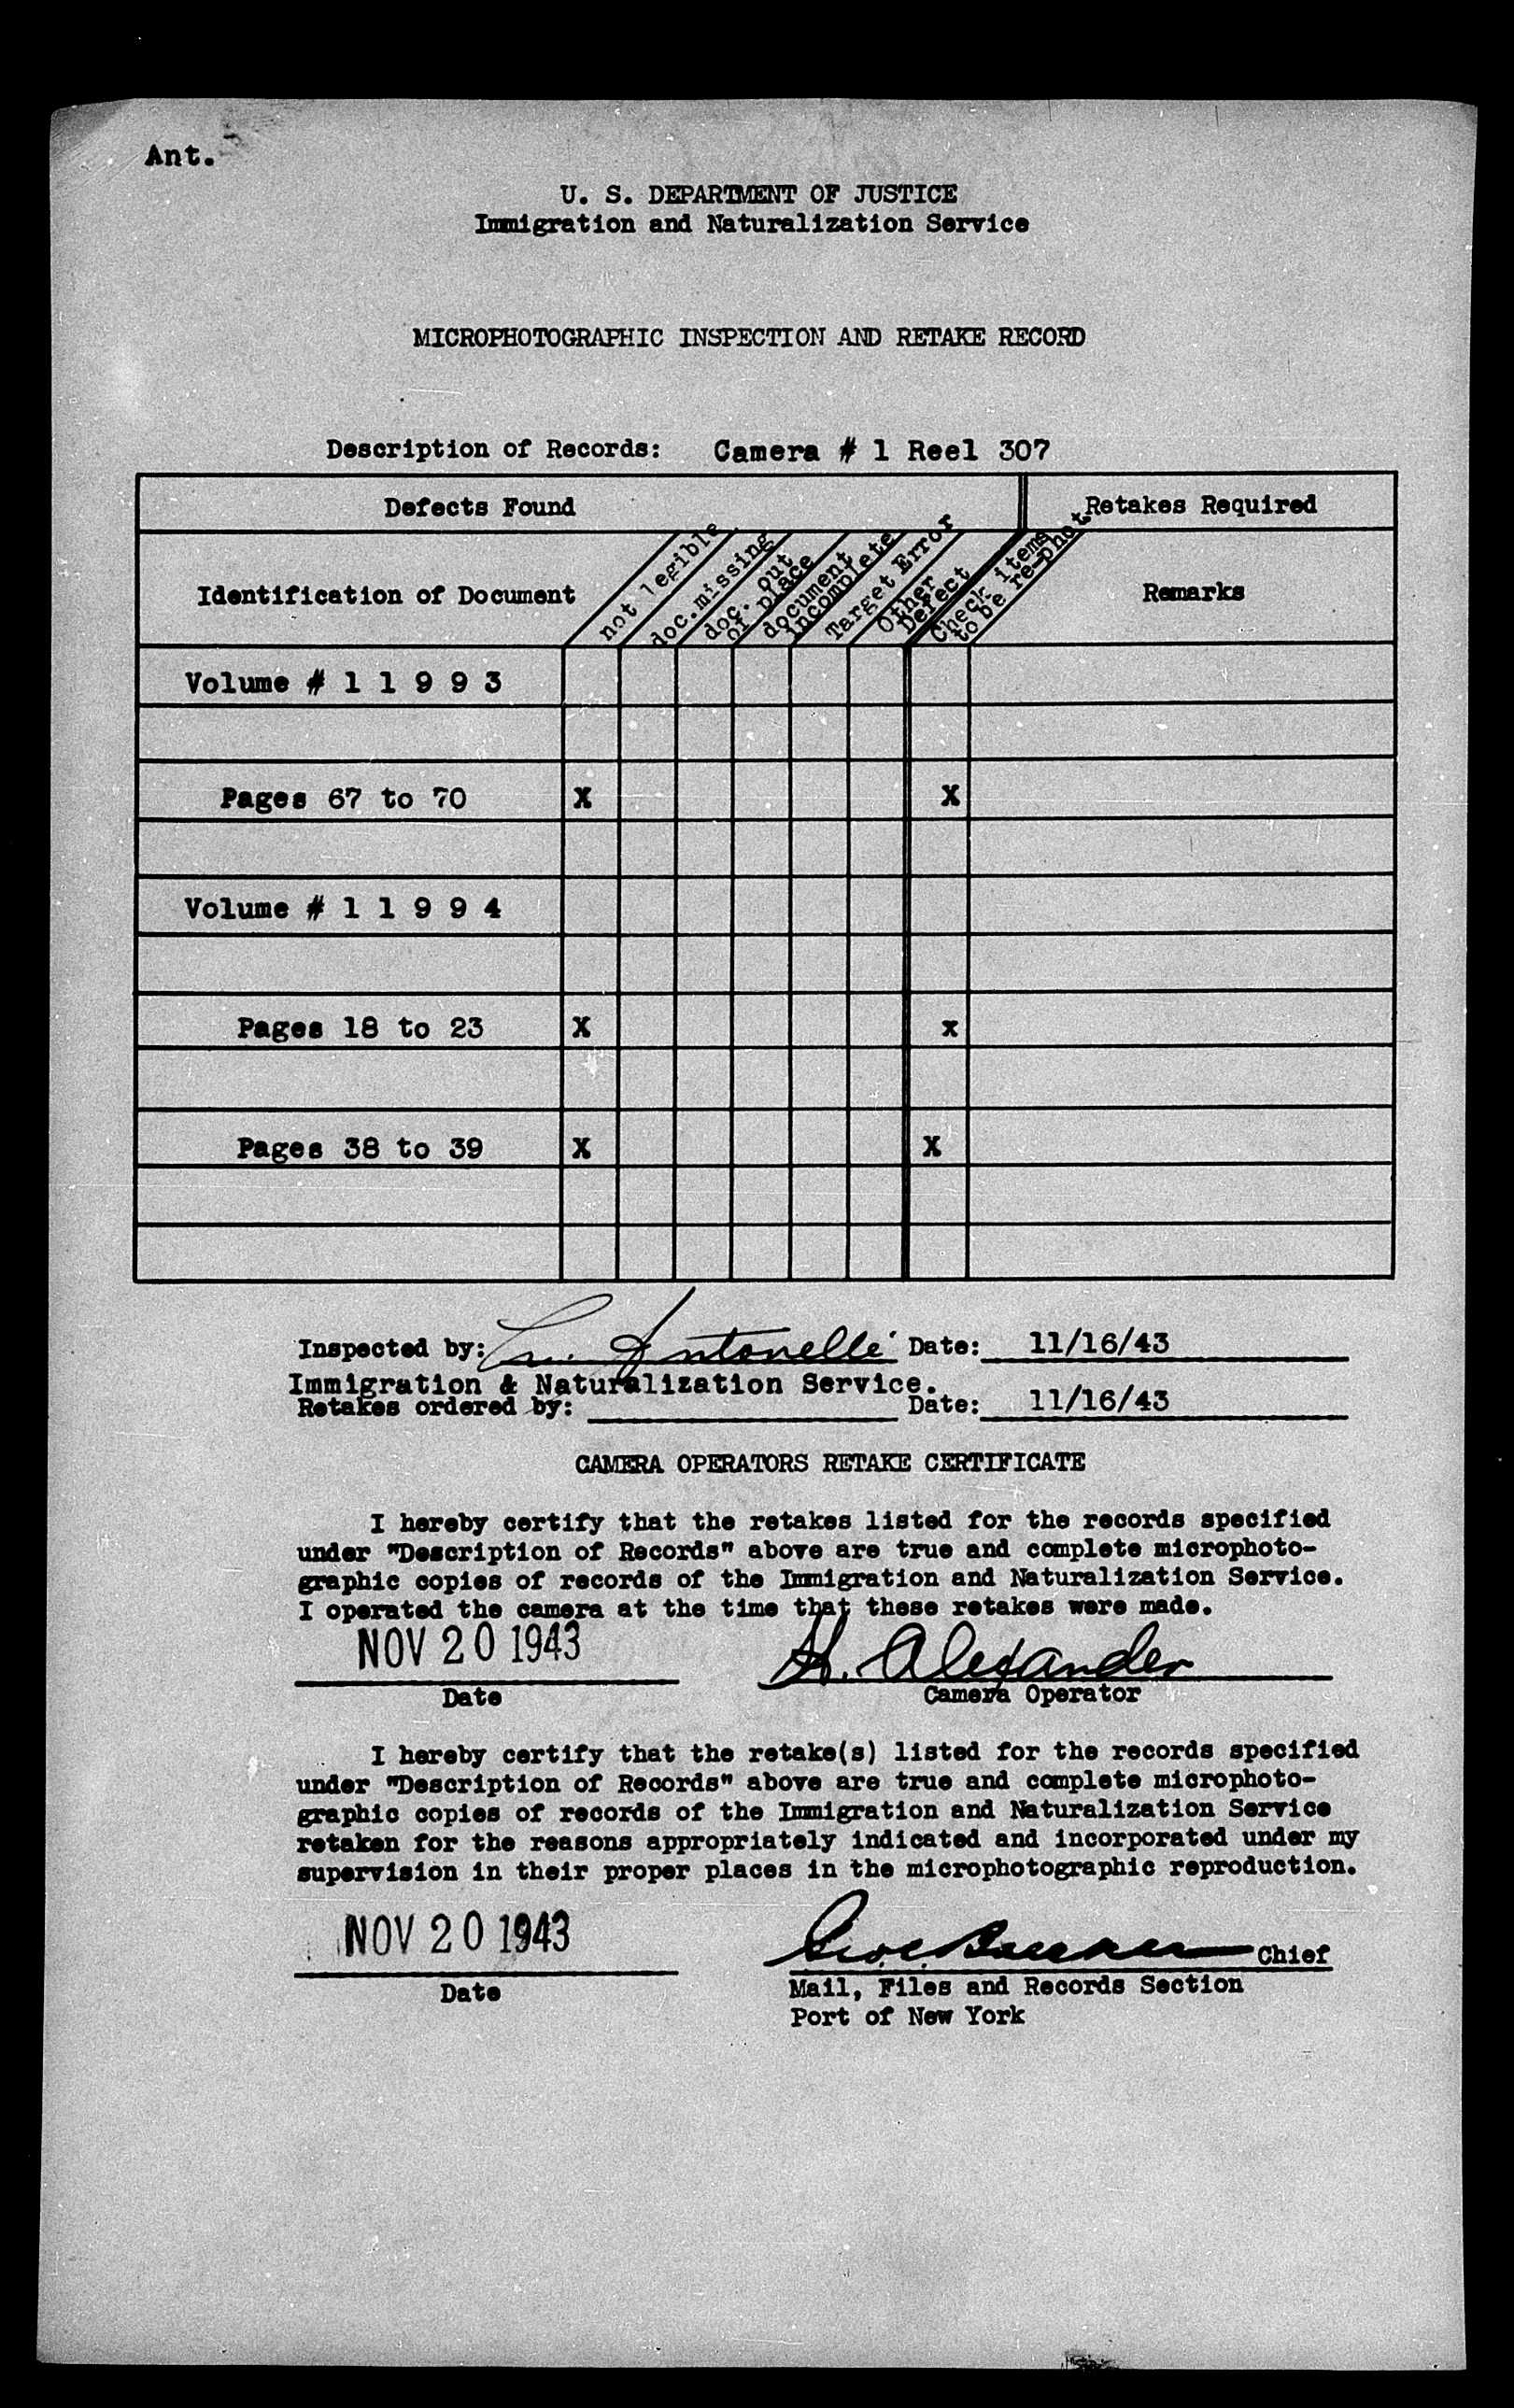 Ant.
U. S. DEPARTMENT OF JUSTICE
Immigration and Naturalization Service
MICROPHOTOGRAPHIC INSPECTION AND RETAKE RECORD
Description of Records: Camera # 1 Reel 307
Defects Found
Retakes Required
Identification of Document
not legible
doc.missing
doc. out
of place
document
incomplete
Target Error
Other
Defect
Check items
to be re-phot.
Remarks
Volume # 1 1 9 9 3
Pages 67 to 70 X X
Volume # 1 1 9 9 4
Pages 18 to 23 X x
Pages 38 to 39 X X
Inspected by: Antonelli Date: 11/16/43
Immigration & Naturalization Service.
Retakes ordered by: Date: 11/16/43
CAMERA OPERATORS RETAKE CERTIFICATE
I hereby certify that the retakes listed for the records specified
under "Description of Records" above are true and complete microphoto-
graphic copies of records of the Immigration and Naturalization Service.
I operated the camera at the time that these retakes were made.
NOV 20 1943 H. Alexander
Date Camera Operator
I hereby certify that the retake(s) listed for the records specified
under "Description of Records" above are true and complete microphoto-
graphic copies of records of the Immigration and Naturalization Service
retaken for the reasons appropriately indicated and incorporated under my
supervision in their proper places in the microphotographic reproduction.
NOV 20 1943 Chief
Date Mail, Files and Records Section
Port of New York